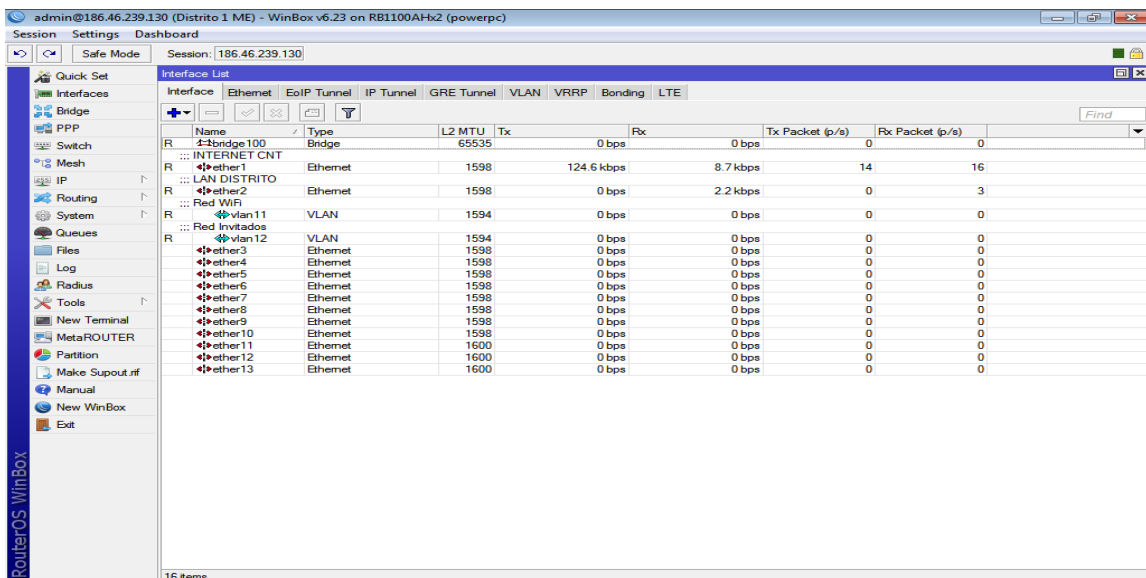 admin@186.46.239.130 (Distrito 1 ME) - WinBox v6.23 on RB1100AHx2 (powerpc)
Session Settings Dashboard
Safe Mode Session: 186.46.239.130
Quick Set
Interfaces
Bridge
PPP
Switch
Mesh
IP
Routing
System
Queues
Files
Log
Radius
Tools
New Terminal
MetaROUTER
Partition
Make Supout.rif
Manual
New WinBox
Exit
RouterOS WinBox
Interface List
Interface Ethernet EoIP Tunnel IP Tunnel GRE Tunnel VLAN VRRP Bonding LTE
Find
Name / Type L2 MTU Tx Rx Tx Packet (p/s) Rx Packet (p/s)
R bridge100 Bridge 65535 0 bps 0 bps 0 0
::: INTERNET CNT
R ether1 Ethernet 1598 124.6 kbps 8.7 kbps 14 16
::: LAN DISTRITO
R ether2 Ethernet 1598 0 bps 2.2 kbps 0 3
::: Red WiFi
R vlan11 VLAN 1594 0 bps 0 bps 0 0
::: Red Invitados
R vlan12 VLAN 1594 0 bps 0 bps 0 0
ether3 Ethernet 1598 0 bps 0 bps 0 0
ether4 Ethernet 1598 0 bps 0 bps 0 0
ether5 Ethernet 1598 0 bps 0 bps 0 0
ether6 Ethernet 1598 0 bps 0 bps 0 0
ether7 Ethernet 1598 0 bps 0 bps 0 0
ether8 Ethernet 1598 0 bps 0 bps 0 0
ether9 Ethernet 1598 0 bps 0 bps 0 0
ether10 Ethernet 1598 0 bps 0 bps 0 0
ether11 Ethernet 1600 0 bps 0 bps 0 0
ether12 Ethernet 1600 0 bps 0 bps 0 0
ether13 Ethernet 1600 0 bps 0 bps 0 0
16 items